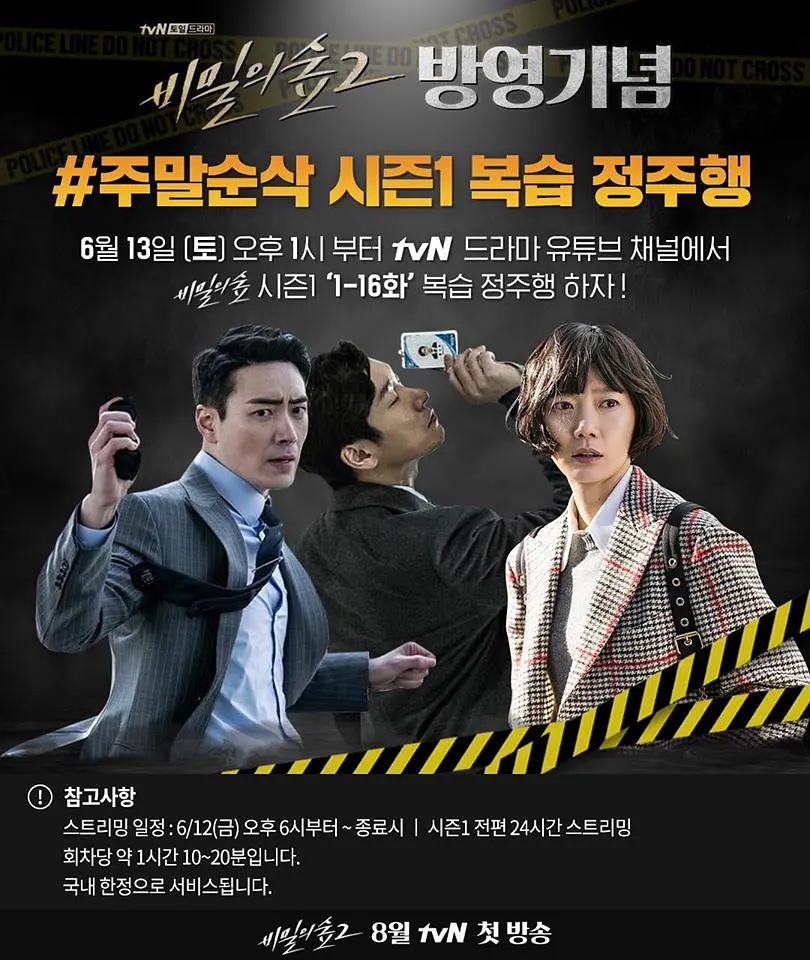 tvN 토일드라마
비밀의 숲2 방영기념
POLICE LINE DO NOT CROSS
POLICE LINE DO NOT CROSS
#주말순삭 시즌1 복습 정주행
6월 13일 (토) 오후 1시 부터 tvN 드라마 유튜브 채널에서
비밀의 숲 시즌1 '1-16화' 복습 정주행 하자!
참고사항
스트리밍 일정 : 6/12(금) 오후 6시부터 ~ 종료시 ㅣ 시즌1 전편 24시간 스트리밍
회차당 약 1시간 10~20분입니다.
국내 한정으로 서비스됩니다.
비밀의 숲2 8월 tvN 첫 방송